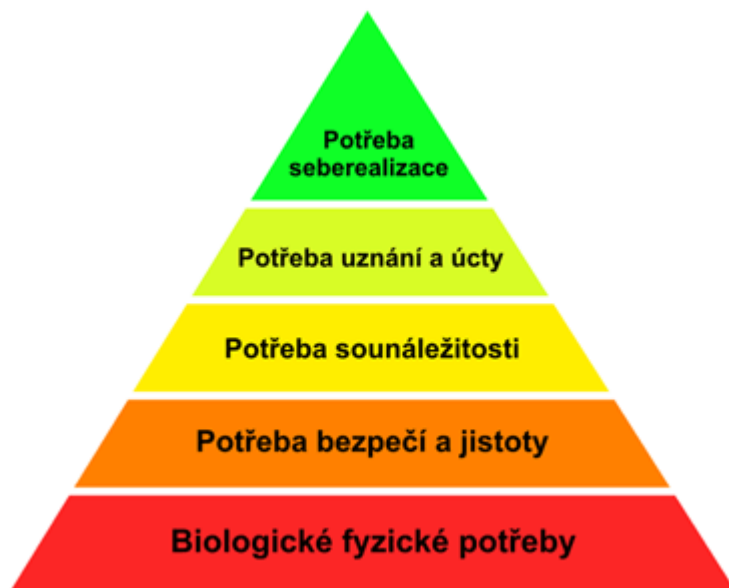 Potřeba
seberealizace
Potřeba uznání a úcty
Potřeba sounáležitosti
Potřeba bezpečí a jistoty
Biologické fyzické potřeby